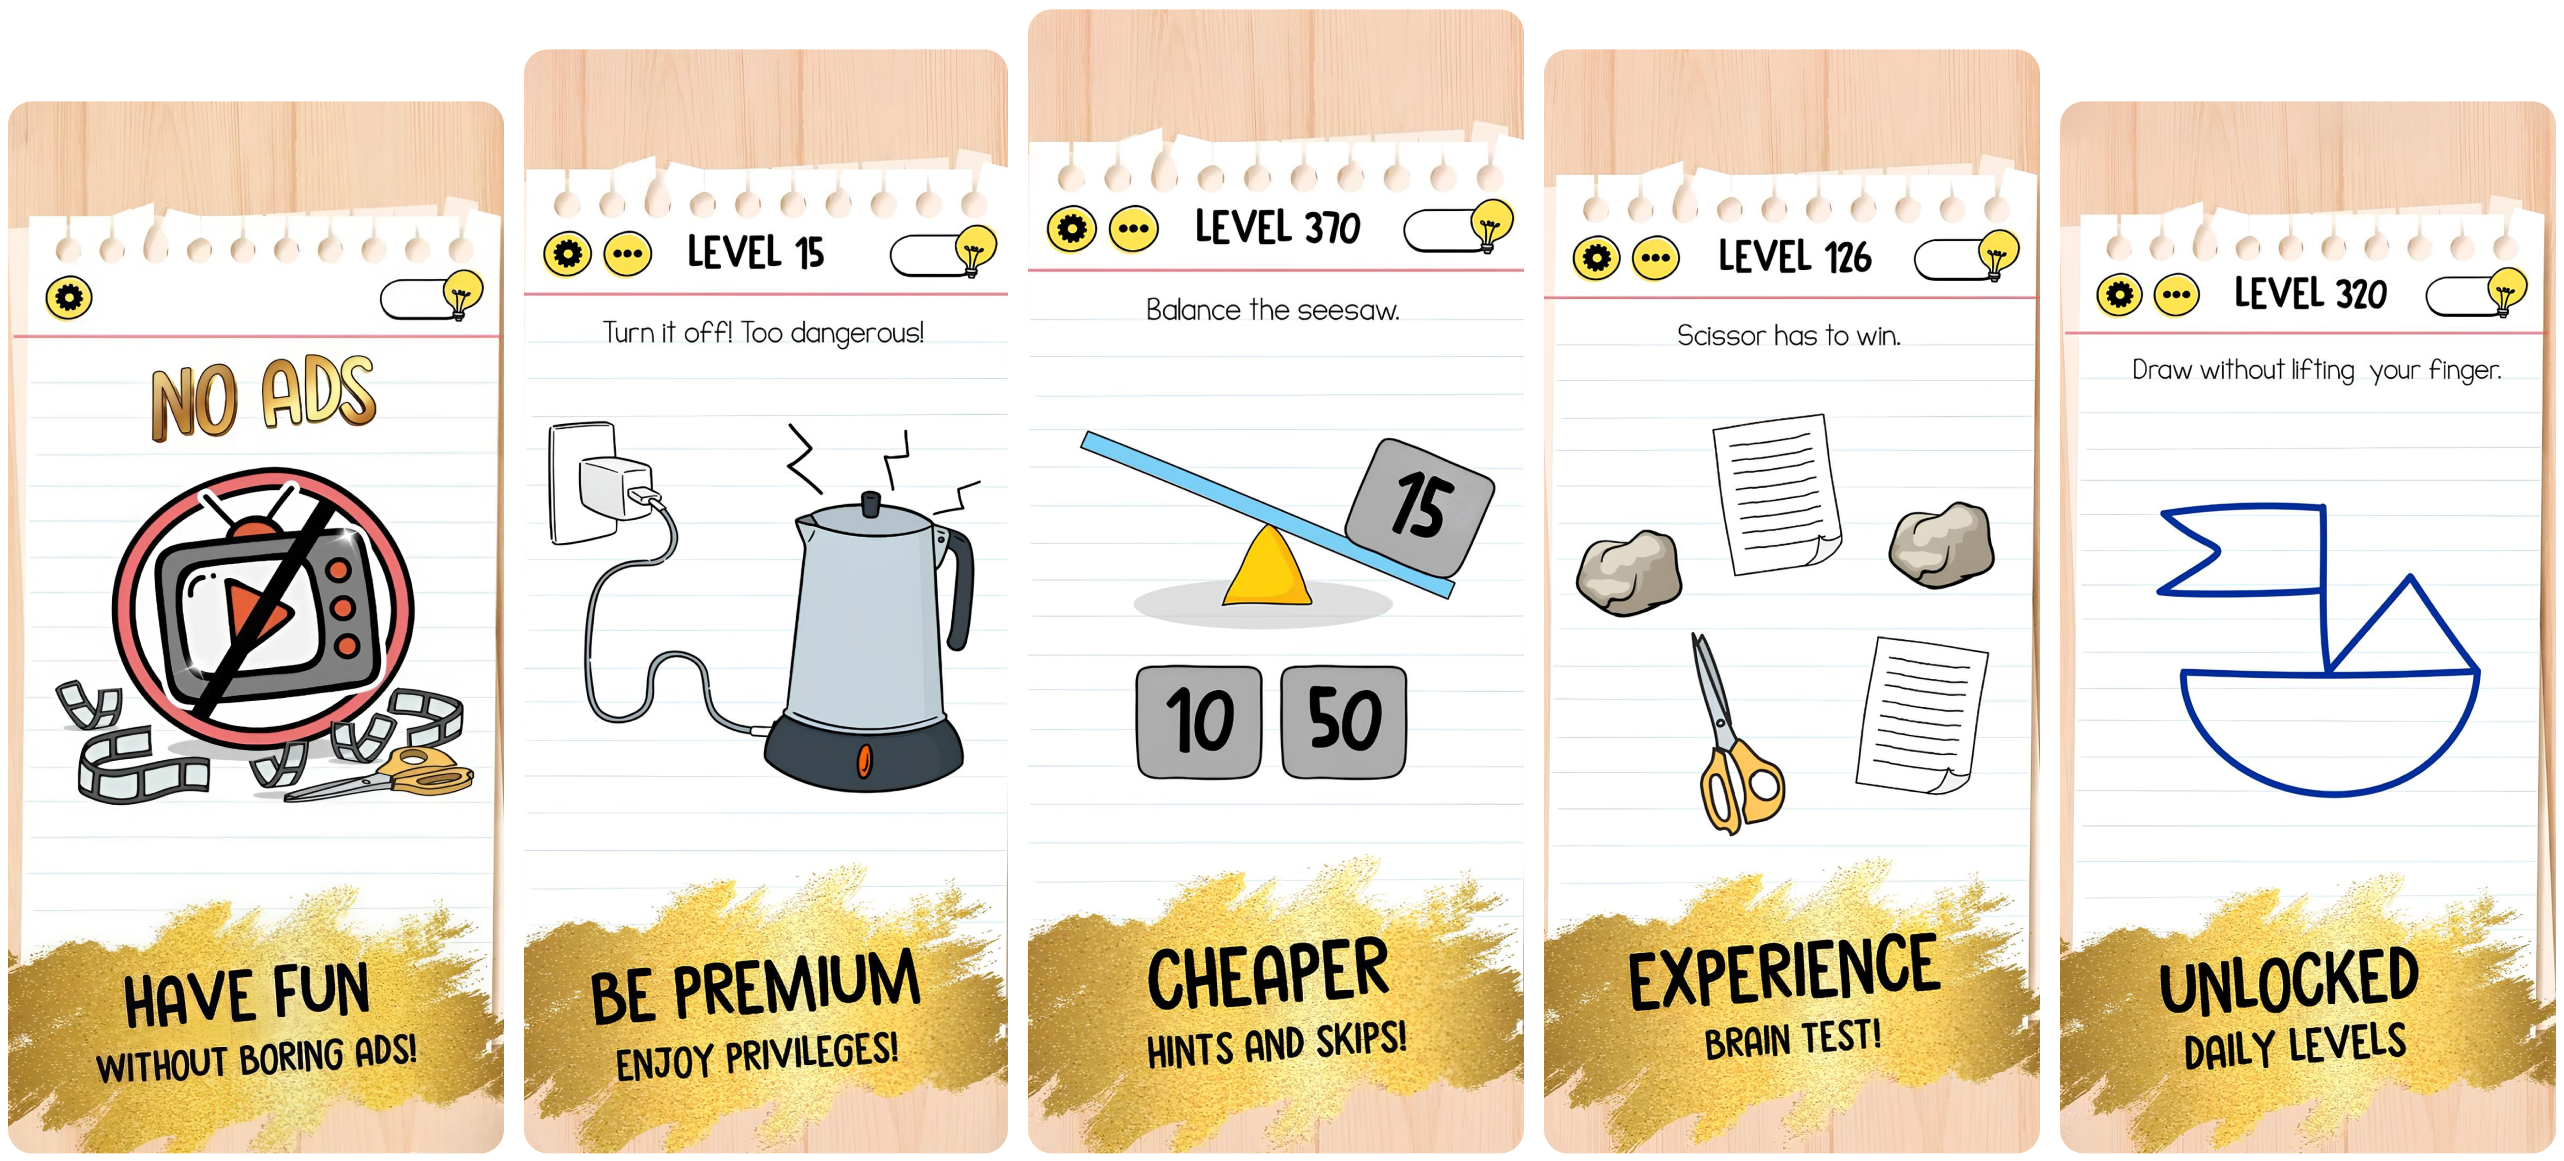 NO ADS
HAVE FUN
WITHOUT BORING ADS!
LEVEL 15
Turn it off! Too dangerous!
BE PREMIUM
ENJOY PRIVILEGES!
LEVEL 370
Balance the seesaw.
15
10 50
CHEAPER
HINTS AND SKIPS!
LEVEL 126
Scissor has to win.
EXPERIENCE
BRAIN TEST!
LEVEL 320
Draw without lifting your finger.
UNLOCKED
DAILY LEVELS